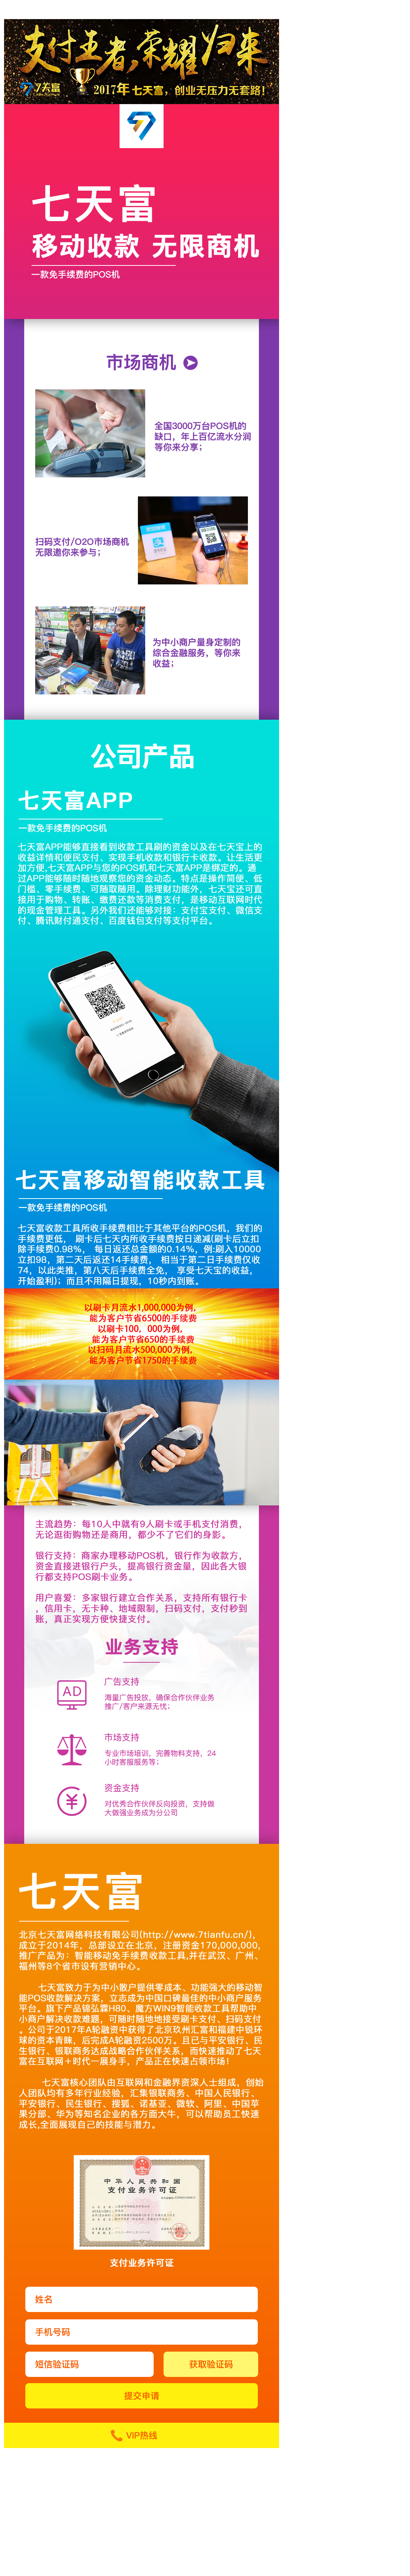 支付王者,荣耀归来
7天富
2017年七天富，创业无压力无套路!
七天富
移动收款 无限商机
一款免手续费的POS机
市场商机
全国3000万台POS机的
缺口，年上百亿流水分润
等你来分享；
扫码支付/O2O市场商机
无限邀你来参与；
为中小商户量身定制的
综合金融服务，等你来
收益；
公司产品
七天富APP
一款免手续费的POS机
七天富APP能够直接看到收款工具刷的资金以及在七天宝上的
收益详情和便民支付、实现手机收款和银行卡收款。让生活更
加方便,七天富APP与您的POS机和七天富APP是绑定的。通
过APP能够随时随地观察您的资金动态。特点是操作简便、低
门槛、零手续费、可随取随用。除理财功能外，七天宝还可直
接用于购物、转账、缴费还款等消费支付，是移动互联网时代
的现金管理工具。另外我们还能够对接：支付宝支付、微信支
付、腾讯财付通支付、百度钱包支付等支付平台。
七天富移动智能收款工具
一款免手续费的POS机
七天富收款工具所收手续费相比于其他平台的POS机，我们的
手续费更低， 刷卡后七天内所收手续费按日递减(刷卡后立扣
除手续费0.98%， 每日返还总金额的0.14%，例:刷入10000
立扣98，第二天后返还14手续费， 相当于第二日手续费仅收
74，以此类推，第八天后手续费全免， 享受七天宝的收益，
开始盈利)；而且不用隔日提现，10秒内到账。
以刷卡月流水1,000,000为例,
能为客户节省6500的手续费
以刷卡100，000为例,
能为客户节省650的手续费
以扫码月流水500,000为例,
能为客户节省1750的手续费
主流趋势：每10人中就有9人刷卡或手机支付消费，
无论逛街购物还是商用，都少不了它们的身影。
银行支持：商家办理移动POS机，银行作为收款方，
资金直接进银行户头，提高银行资金量，因此各大银
行都支持POS刷卡业务。
用户喜爱：多家银行建立合作关系，支持所有银行卡
，信用卡，无卡种、地域限制，扫码支付，支付秒到
账，真正实现方便快捷支付。
业务支持
AD
广告支持
海量广告投放，确保合作伙伴业务
推广/客户来源无忧；
市场支持
专业市场培训，完善物料支持，24
小时客服服务等；
资金支持
对优秀合作伙伴反向投资，支持做
大做强业务成为分公司
七天富
北京七天富网络科技有限公司(http://www.7tianfu.cn/)，
成立于2014年，总部设立在北京，注册资金170,000,000,
推广产品为：智能移动免手续费收款工具,并在武汉、广州、
福州等8个省市设有营销中心。
七天富致力于为中小散户提供零成本、功能强大的移动智
能POS收款解决方案，立志成为中国口碑最佳的中小商户服务
平台。旗下产品锦弘霖H80、魔方WIN9智能收款工具帮助中
小商户解决收款难题，可随时随地地接受刷卡支付、扫码支付
。公司于2017年A轮融资中获得了北京玖州汇富和福建中锐环
球的资本青睐，后完成A轮融资2500万。且已与平安银行、民
生银行、银联商务达成战略合作伙伴关系，而快速推动了七天
富在互联网＋时代一展身手，产品正在快速占领市场！
七天富核心团队由互联网和金融界资深人士组成，创始
人团队均有多年行业经验，汇集银联商务、中国人民银行、
平安银行、民生银行、搜狐、诺基亚、微软、阿里、中国苹
果分部、华为等知名企业的各方面大牛，可以帮助员工快速
成长,全面展现自己的技能与潜力。
中华人民共和国
支付业务许可证
支付业务许可证
姓名
手机号码
短信验证码
获取验证码
提交申请
VIP热线